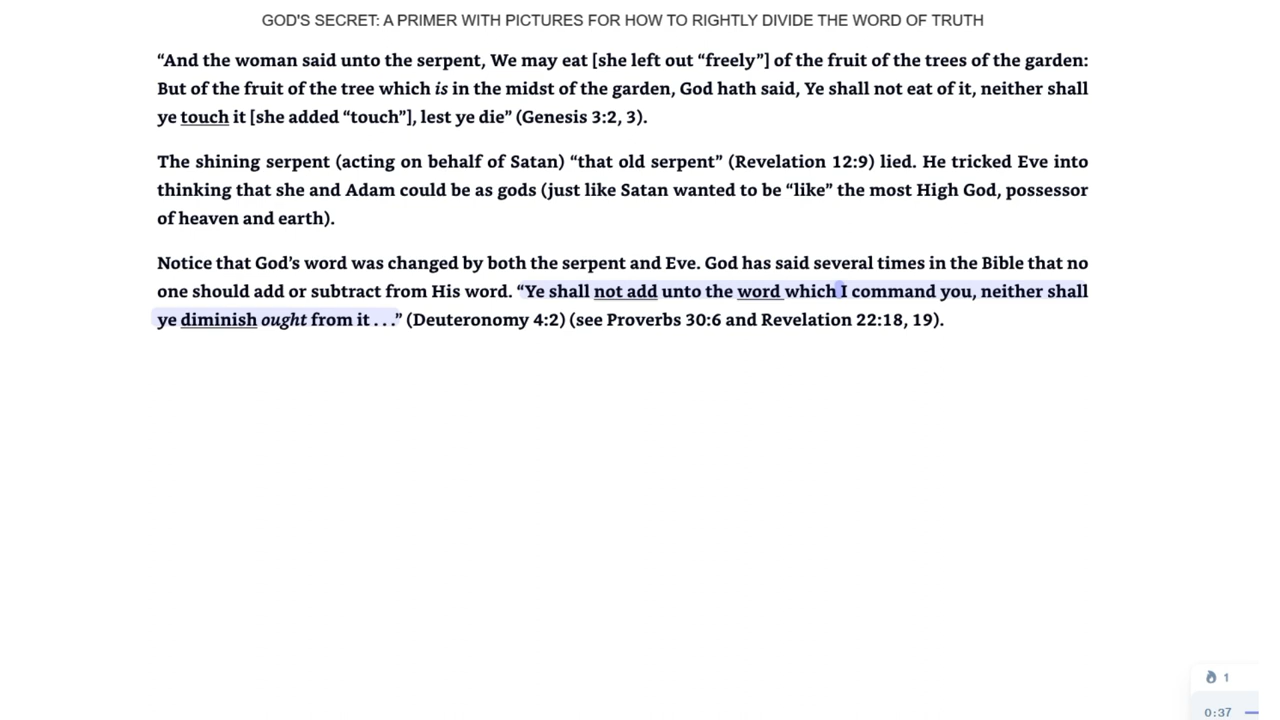 GOD'S SECRET: A PRIMER WITH PICTURES FOR HOW TO RIGHTLY DIVIDE THE WORD OF TRUTH
“And the woman said unto the serpent, We may eat [she left out “freely”] of the fruit of the trees of the garden:
But of the fruit of the tree which is in the midst of the garden, God hath said, Ye shall not eat of it, neither shall
ye touch it [she added “touch”], lest ye die” (Genesis 3:2, 3).
The shining serpent (acting on behalf of Satan) “that old serpent” (Revelation 12:9) lied. He tricked Eve into
thinking that she and Adam could be as gods (just like Satan wanted to be “like” the most High God, possessor
of heaven and earth).
Notice that God’s word was changed by both the serpent and Eve. God has said several times in the Bible that no
one should add or subtract from His word. “Ye shall not add unto the word which I command you, neither shall
ye diminish ought from it . . .” (Deuteronomy 4:2) (see Proverbs 30:6 and Revelation 22:18, 19).
1
0:37